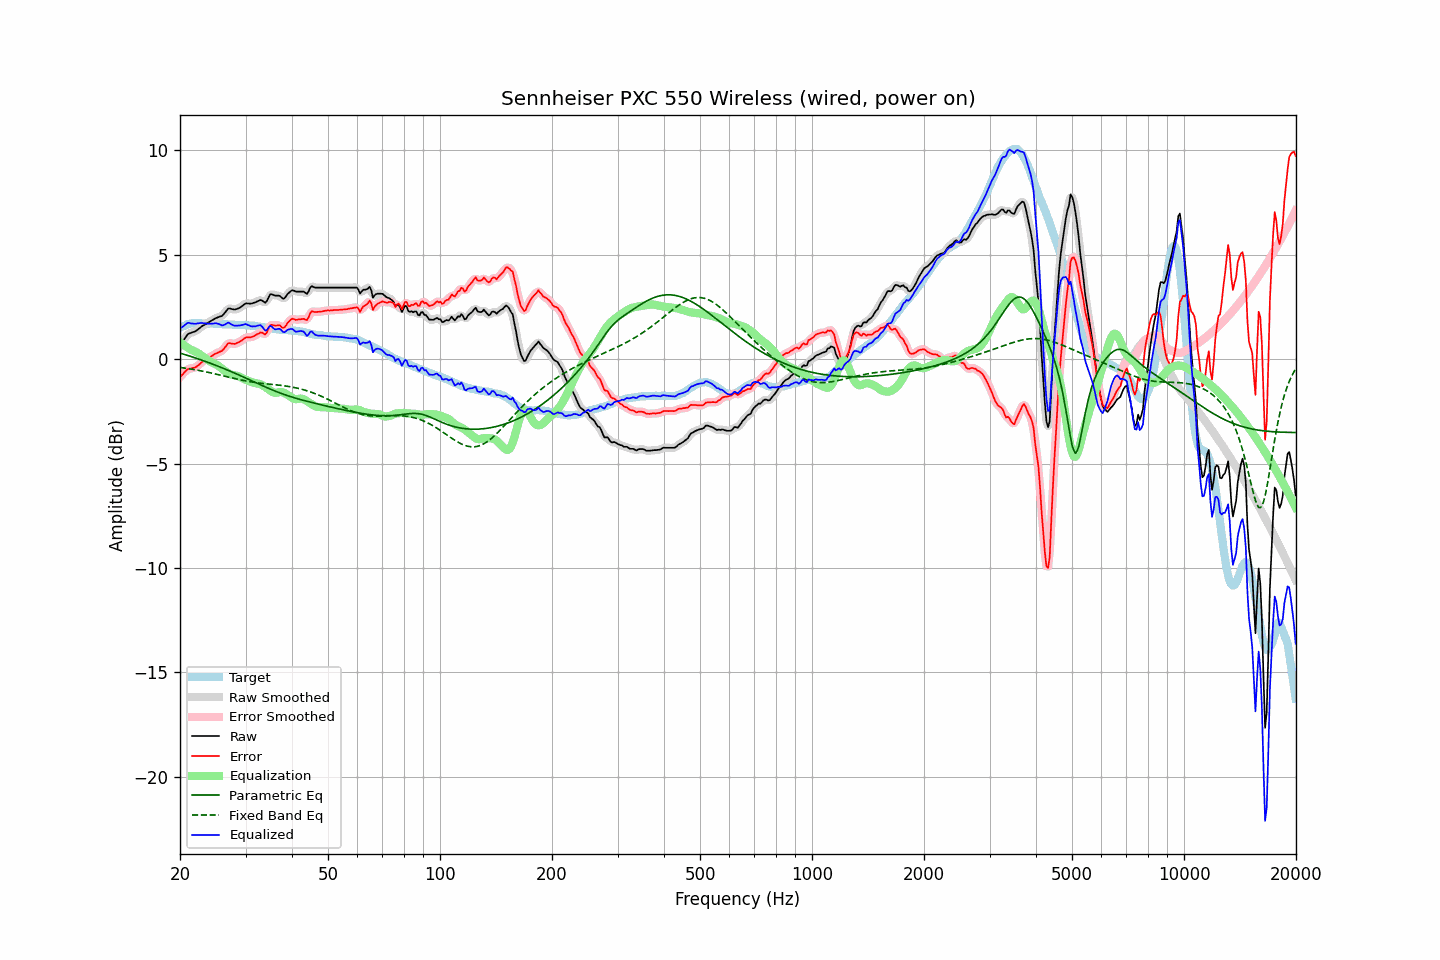 Sennheiser PXC 550 Wireless (wired, power on)
Amplitude (dBr)
10
5
0
−5
−10
−15
−20
Target
Raw Smoothed
Error Smoothed
Raw
Error
Equalization
Parametric Eq
Fixed Band Eq
Equalized
20
50
100
200
500
1000
2000
5000
10000
20000
Frequency (Hz)